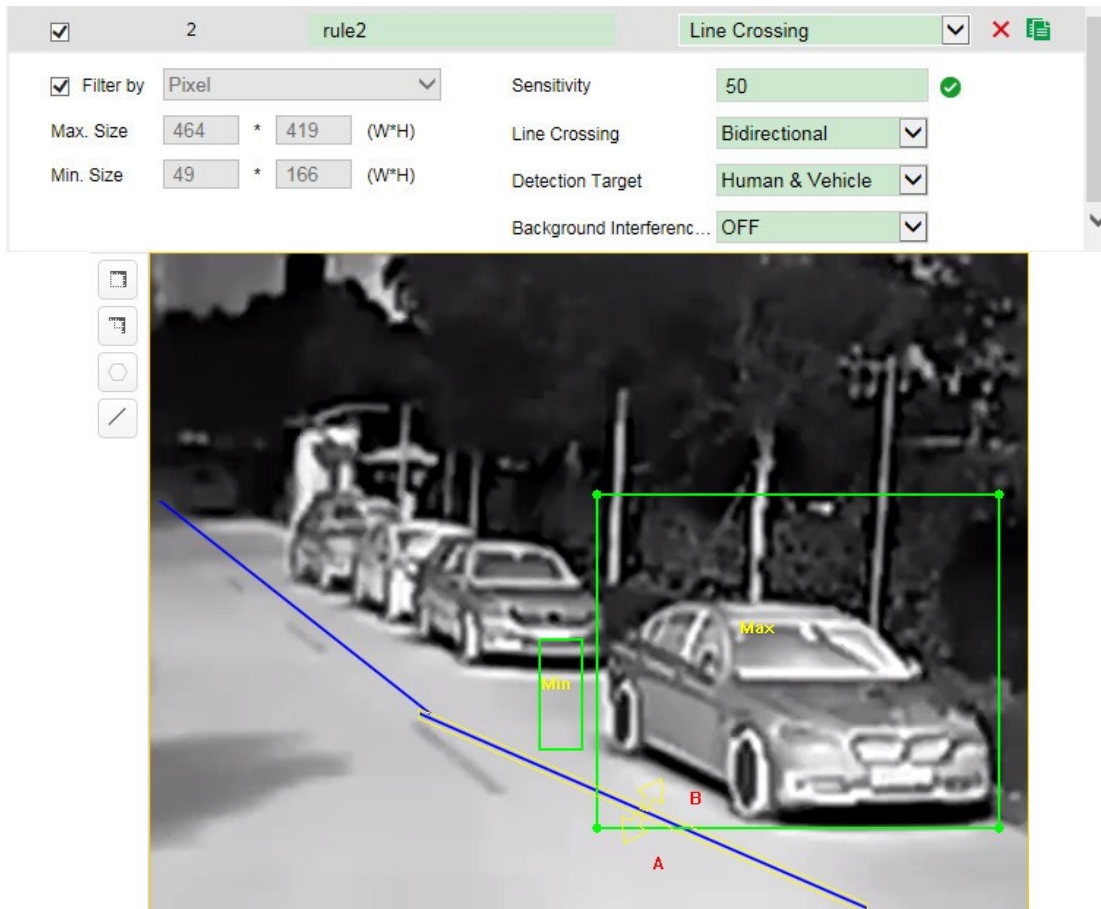 2 rule2 Line Crossing
Filter by Pixel Sensitivity 50
Max. Size 464 * 419 (W*H) Line Crossing Bidirectional
Min. Size 49 * 166 (W*H) Detection Target Human & Vehicle
Background Interferenc... OFF
Max
Min
B
A